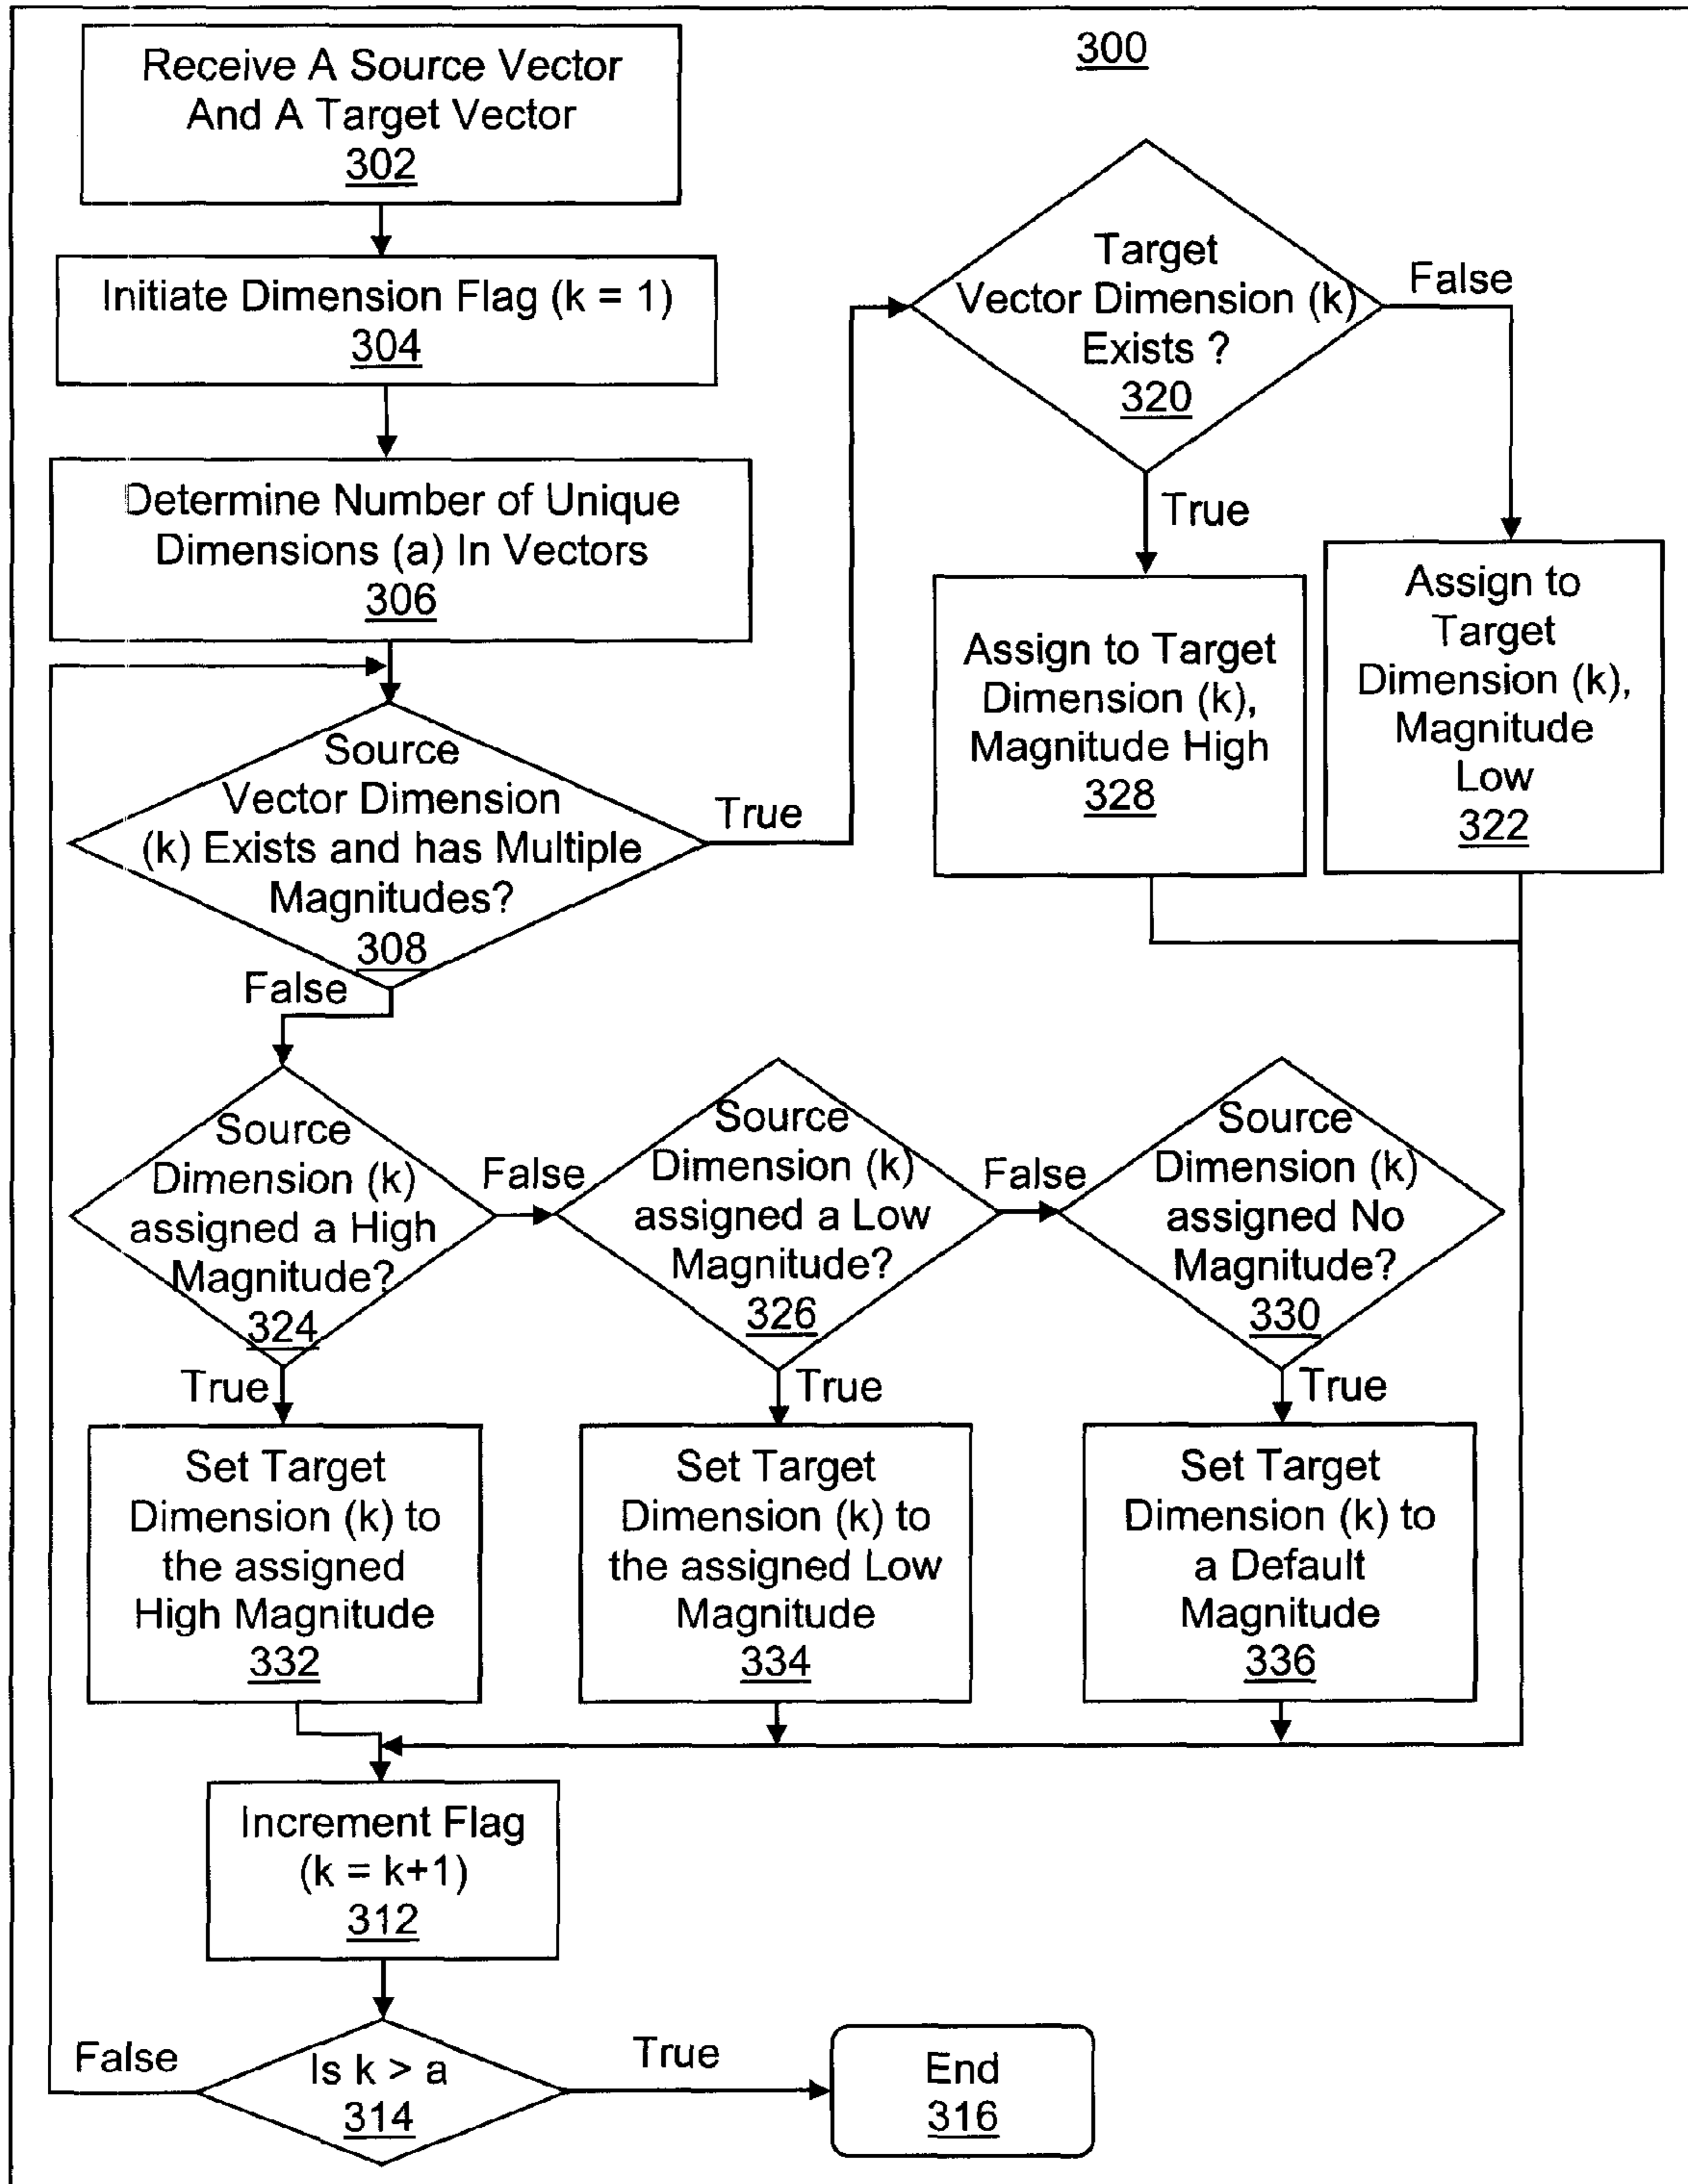 300
Receive A Source Vector
And A Target Vector
302
Initiate Dimension Flag (k = 1)
304
Determine Number of Unique
Dimensions (a) In Vectors
306
Source
Vector Dimension
(k) Exists and has Multiple
Magnitudes?
308
True
False
Target
Vector Dimension (k)
Exists ?
320
False
True
Assign to Target
Dimension (k),
Magnitude High
328
Assign to
Target
Dimension (k),
Magnitude
Low
322
Source
Dimension (k)
assigned a High
Magnitude?
324
False
True
Source
Dimension (k)
assigned a Low
Magnitude?
326
False
True
Source
Dimension (k)
assigned No
Magnitude?
330
True
Set Target
Dimension (k) to
the assigned
High Magnitude
332
Set Target
Dimension (k) to
the assigned Low
Magnitude
334
Set Target
Dimension (k) to
a Default
Magnitude
336
Increment Flag
(k = k+1)
312
Is k > a
314
False
True
End
316